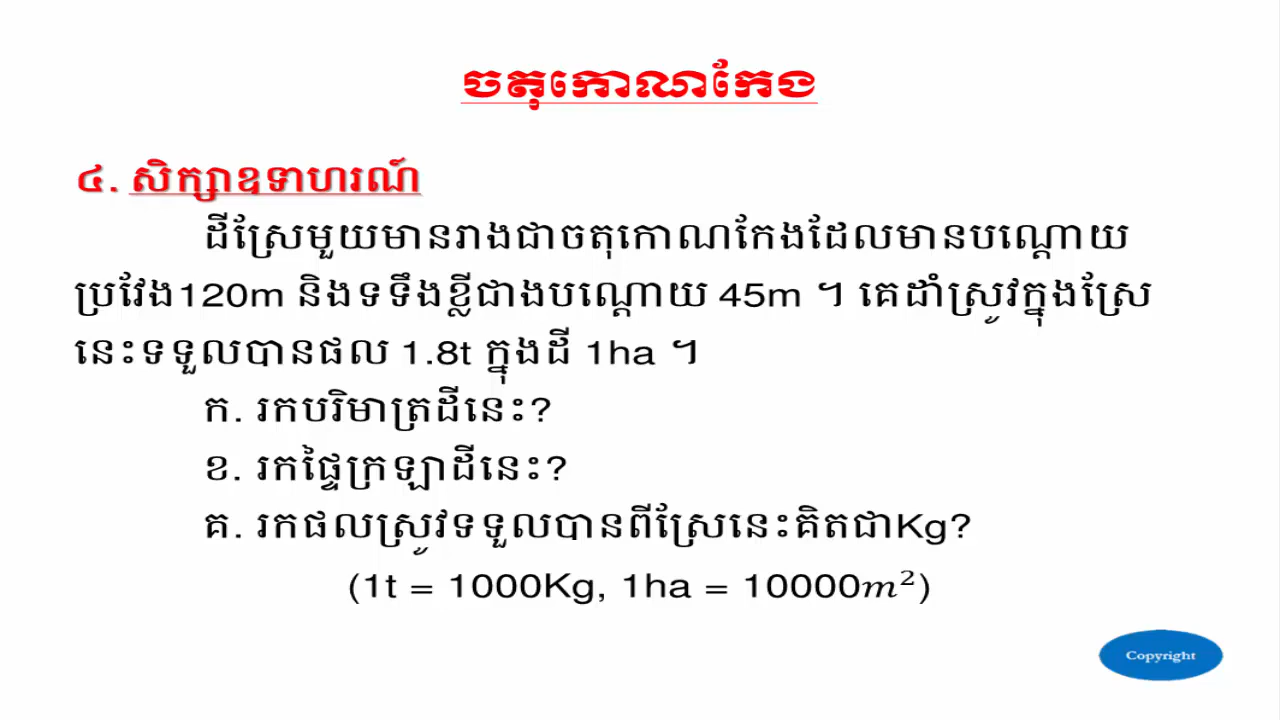 ចតុកោណកែង
៤. សិក្សាឧទាហរណ៍
ដីស្រែមួយមានរាងជាចតុកោណកែងដែលមានបណ្តោយ
ប្រវែង120m និងទទឹងខ្លីជាងបណ្តោយ 45m ។ គេដាំស្រូវក្នុងស្រែ
នេះទទួលបានផល 1.8t ក្នុងដី 1ha ។
ក. រកបរិមាត្រដីនេះ?
ខ. រកផ្ទៃក្រឡាដីនេះ?
គ. រកផលស្រូវទទួលបានពីស្រែនេះគិតជាKg?
(1t = 1000Kg, 1ha = 10000m²)
Copyright